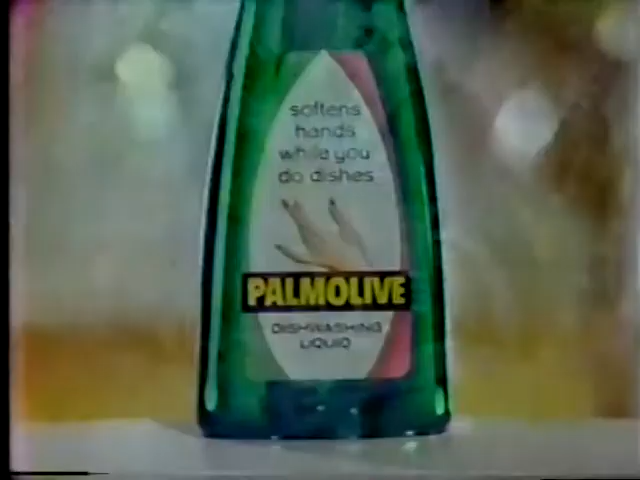 softens
hands
while you
do dishes
PALMOLIVE
DISHWASHING
LIQUID